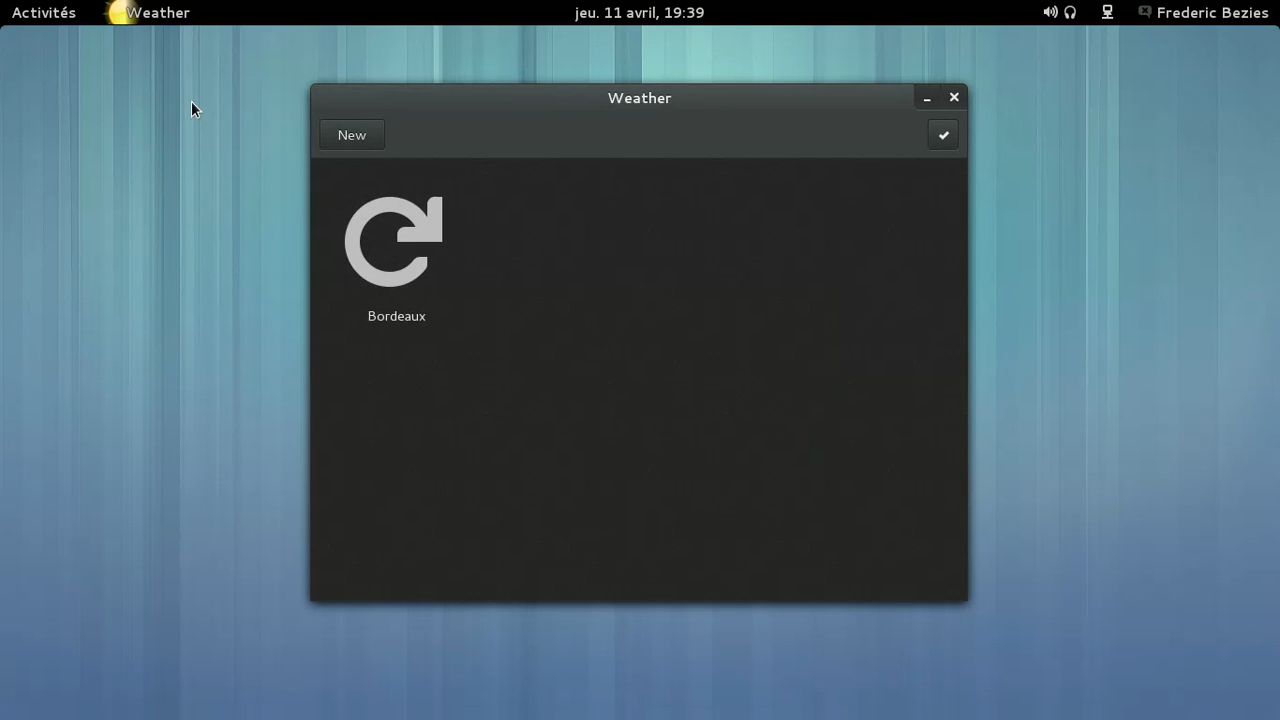 Activités Weather jeu. 11 avril, 19:39 Frederic Bezies
Weather
New
Bordeaux